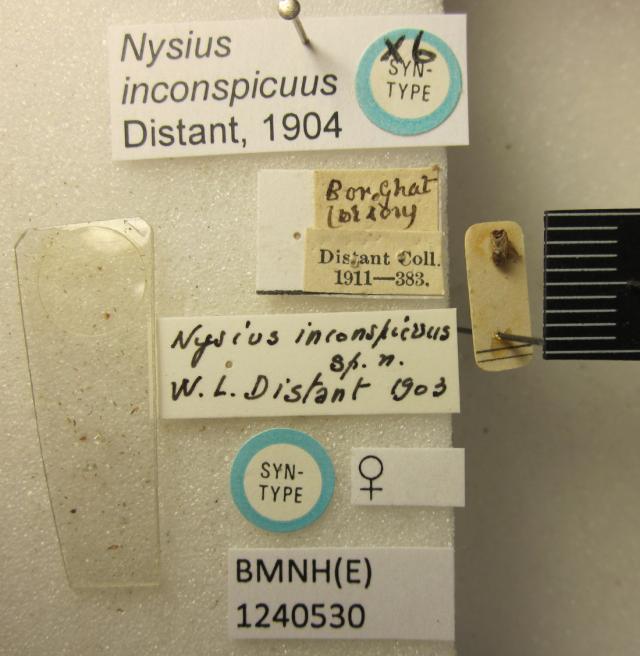 Nysius
inconspicuus
Distant, 1904
X6
SYN-
TYPE
Bor Ghat
Distant Coll.
1911—383.
Nysius inconspicuus
sp. n.
W. L. Distant 1903
SYN-
TYPE
♀
BMNH(E)
1240530